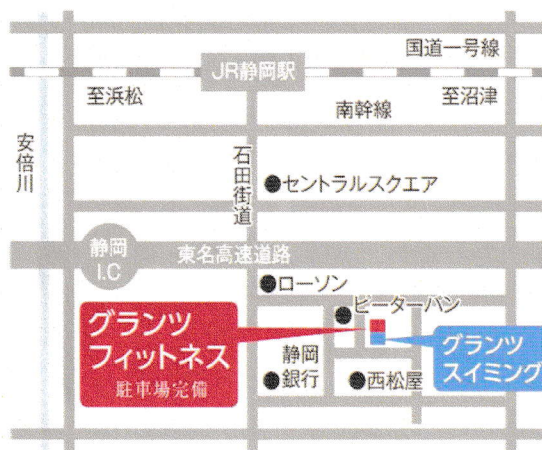 国道一号線
JR静岡駅
至浜松
南幹線
至沼津
安倍川
石田街道
セントラルスクエア
静岡
I.C
東名高速道路
ローソン
ピーターパン
グランツ
フィットネス
駐車場完備
グランツ
スイミング
静岡
銀行
西松屋